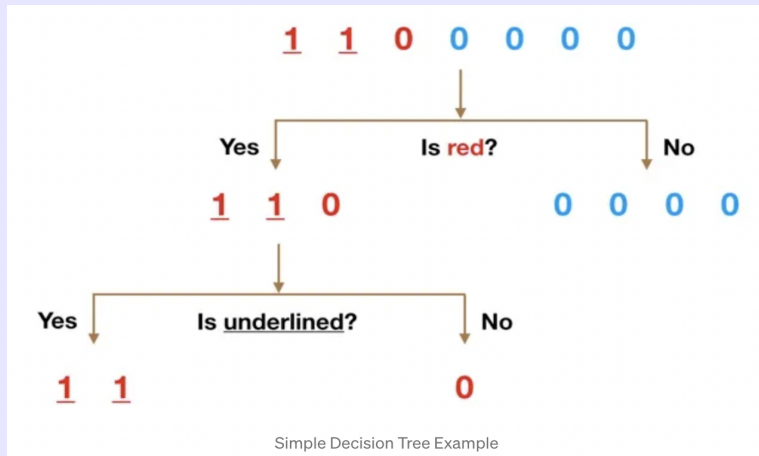 1 1 0 0 0 0 0
Yes Is red? No
1 1 0 0 0 0 0
Yes Is underlined? No
1 1 0
Simple Decision Tree Example